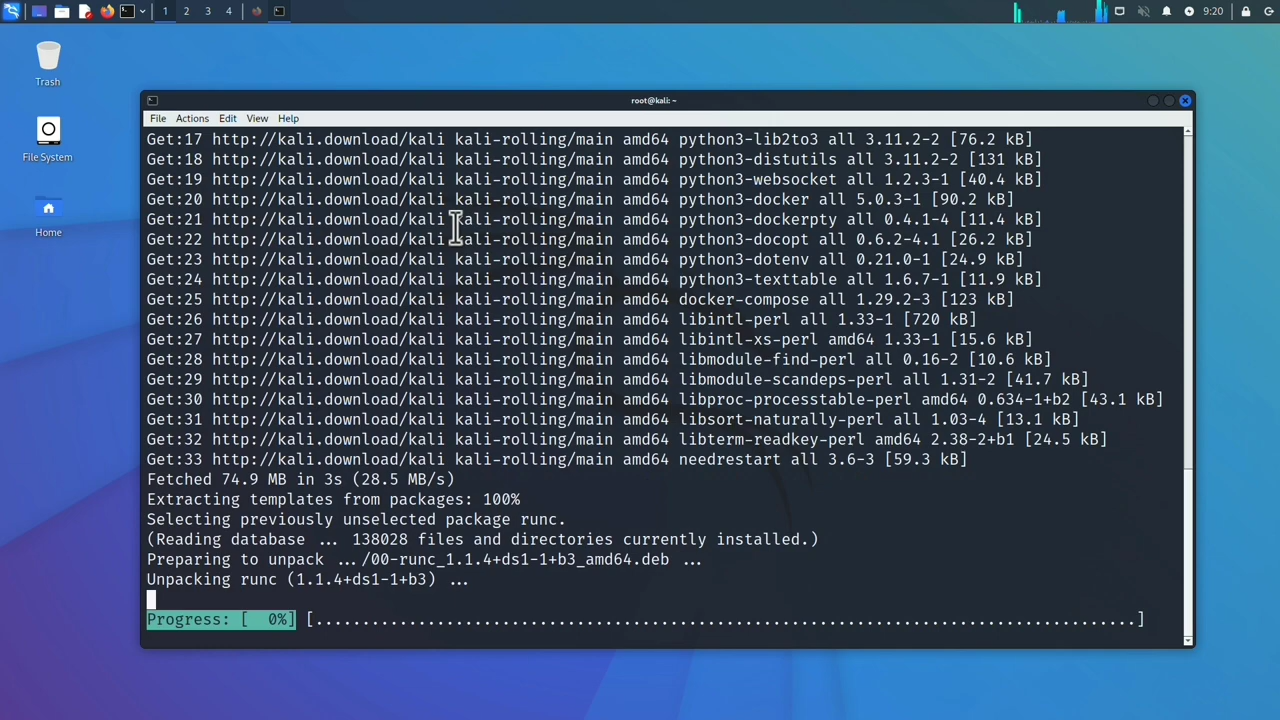 1 2 3 4
9:20
Trash
File System
Home
root@kali: ~
File Actions Edit View Help
Get:17 http://kali.download/kali kali-rolling/main amd64 python3-lib2to3 all 3.11.2-2 [76.2 kB]
Get:18 http://kali.download/kali kali-rolling/main amd64 python3-distutils all 3.11.2-2 [131 kB]
Get:19 http://kali.download/kali kali-rolling/main amd64 python3-websocket all 1.2.3-1 [40.4 kB]
Get:20 http://kali.download/kali kali-rolling/main amd64 python3-docker all 5.0.3-1 [90.2 kB]
Get:21 http://kali.download/kali kali-rolling/main amd64 python3-dockerpty all 0.4.1-4 [11.4 kB]
Get:22 http://kali.download/kali kali-rolling/main amd64 python3-docopt all 0.6.2-4.1 [26.2 kB]
Get:23 http://kali.download/kali kali-rolling/main amd64 python3-dotenv all 0.21.0-1 [24.9 kB]
Get:24 http://kali.download/kali kali-rolling/main amd64 python3-texttable all 1.6.7-1 [11.9 kB]
Get:25 http://kali.download/kali kali-rolling/main amd64 docker-compose all 1.29.2-3 [123 kB]
Get:26 http://kali.download/kali kali-rolling/main amd64 libintl-perl all 1.33-1 [720 kB]
Get:27 http://kali.download/kali kali-rolling/main amd64 libintl-xs-perl amd64 1.33-1 [15.6 kB]
Get:28 http://kali.download/kali kali-rolling/main amd64 libmodule-find-perl all 0.16-2 [10.6 kB]
Get:29 http://kali.download/kali kali-rolling/main amd64 libmodule-scandeps-perl all 1.31-2 [41.7 kB]
Get:30 http://kali.download/kali kali-rolling/main amd64 libproc-processtable-perl amd64 0.634-1+b2 [43.1 kB]
Get:31 http://kali.download/kali kali-rolling/main amd64 libsort-naturally-perl all 1.03-4 [13.1 kB]
Get:32 http://kali.download/kali kali-rolling/main amd64 libterm-readkey-perl amd64 2.38-2+b1 [24.5 kB]
Get:33 http://kali.download/kali kali-rolling/main amd64 needrestart all 3.6-3 [59.3 kB]
Fetched 74.9 MB in 3s (28.5 MB/s)
Extracting templates from packages: 100%
Selecting previously unselected package runc.
(Reading database ... 138028 files and directories currently installed.)
Preparing to unpack .../00-runc_1.1.4+ds1-1+b3_amd64.deb ...
Unpacking runc (1.1.4+ds1-1+b3) ...
Progress: [  0%] [........................................................................................]